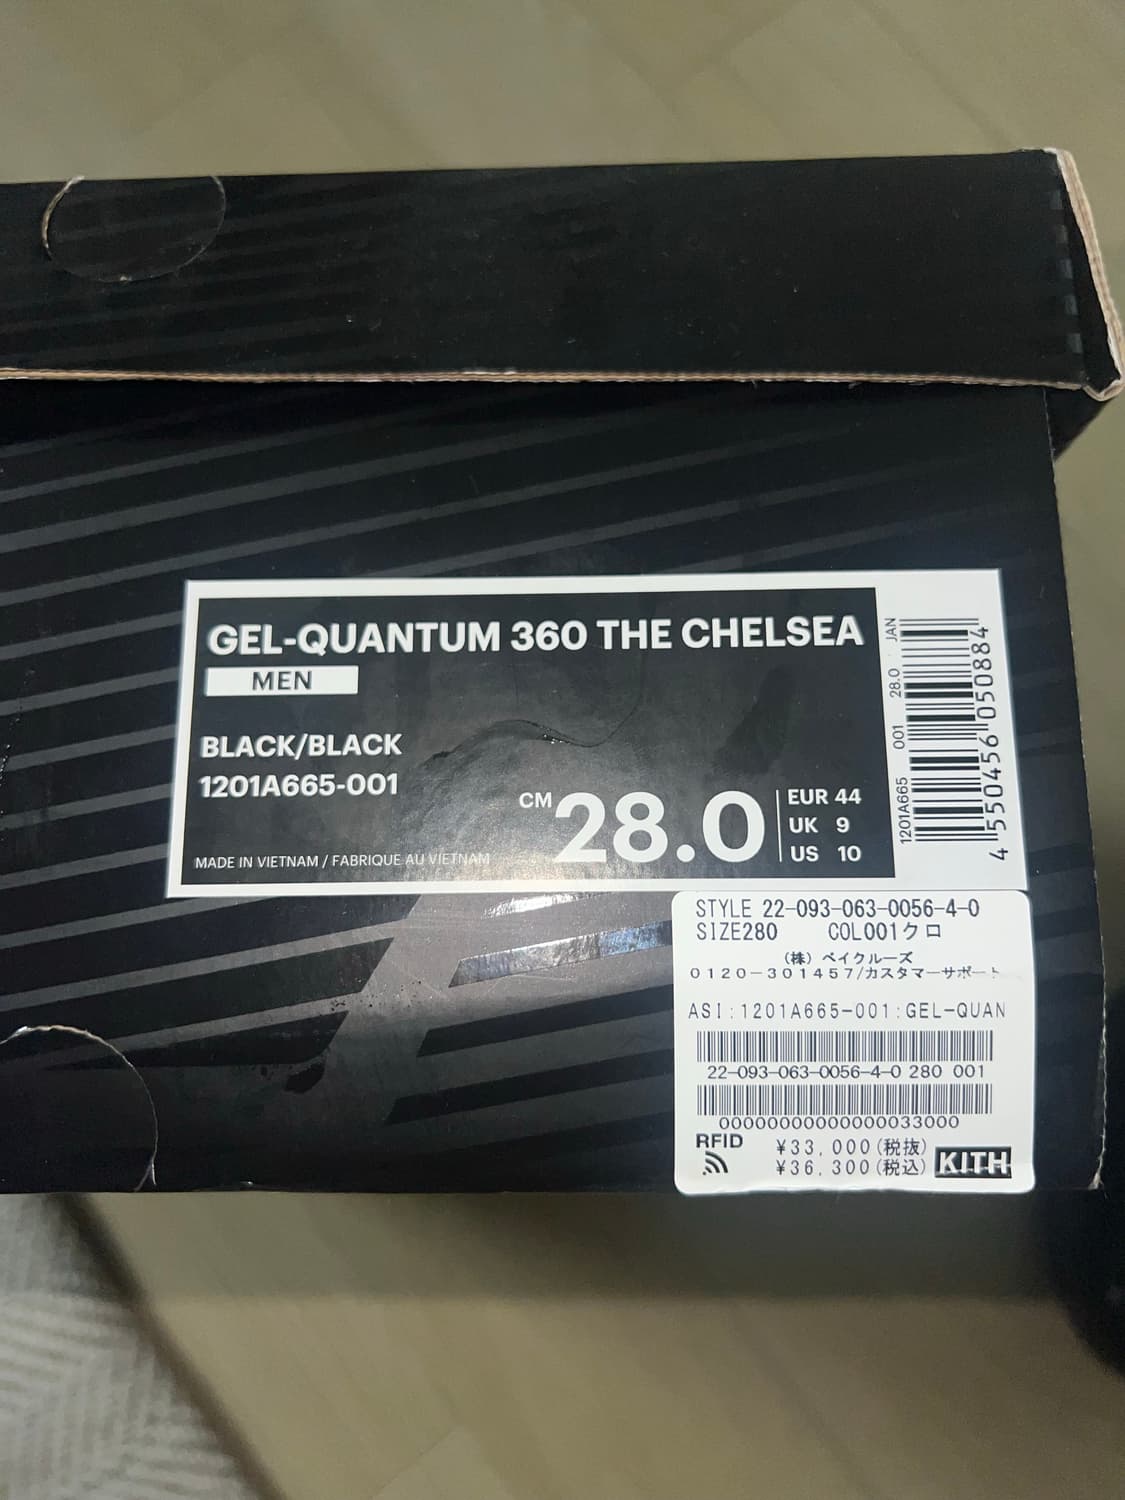 GEL-QUANTUM 360 THE CHELSEA
MEN
BLACK/BLACK
1201A665-001
CM 28.0
EUR 44
UK 9
US 10
MADE IN VIETNAM / FABRIQUE AU VIETNAM
1201A665 001 28.0 JAN
4 550456 050884
STYLE 22-093-063-0056-4-0
SIZE280 COL001クロ
(株) ベイクルーズ
0120-301457/カスタマーサポート
ASI:1201A665-001:GEL-QUAN
22-093-063-0056-4-0 280 001
00000000000000033000
RFID
¥33,000(税抜)
¥36,300(税込)
KITH